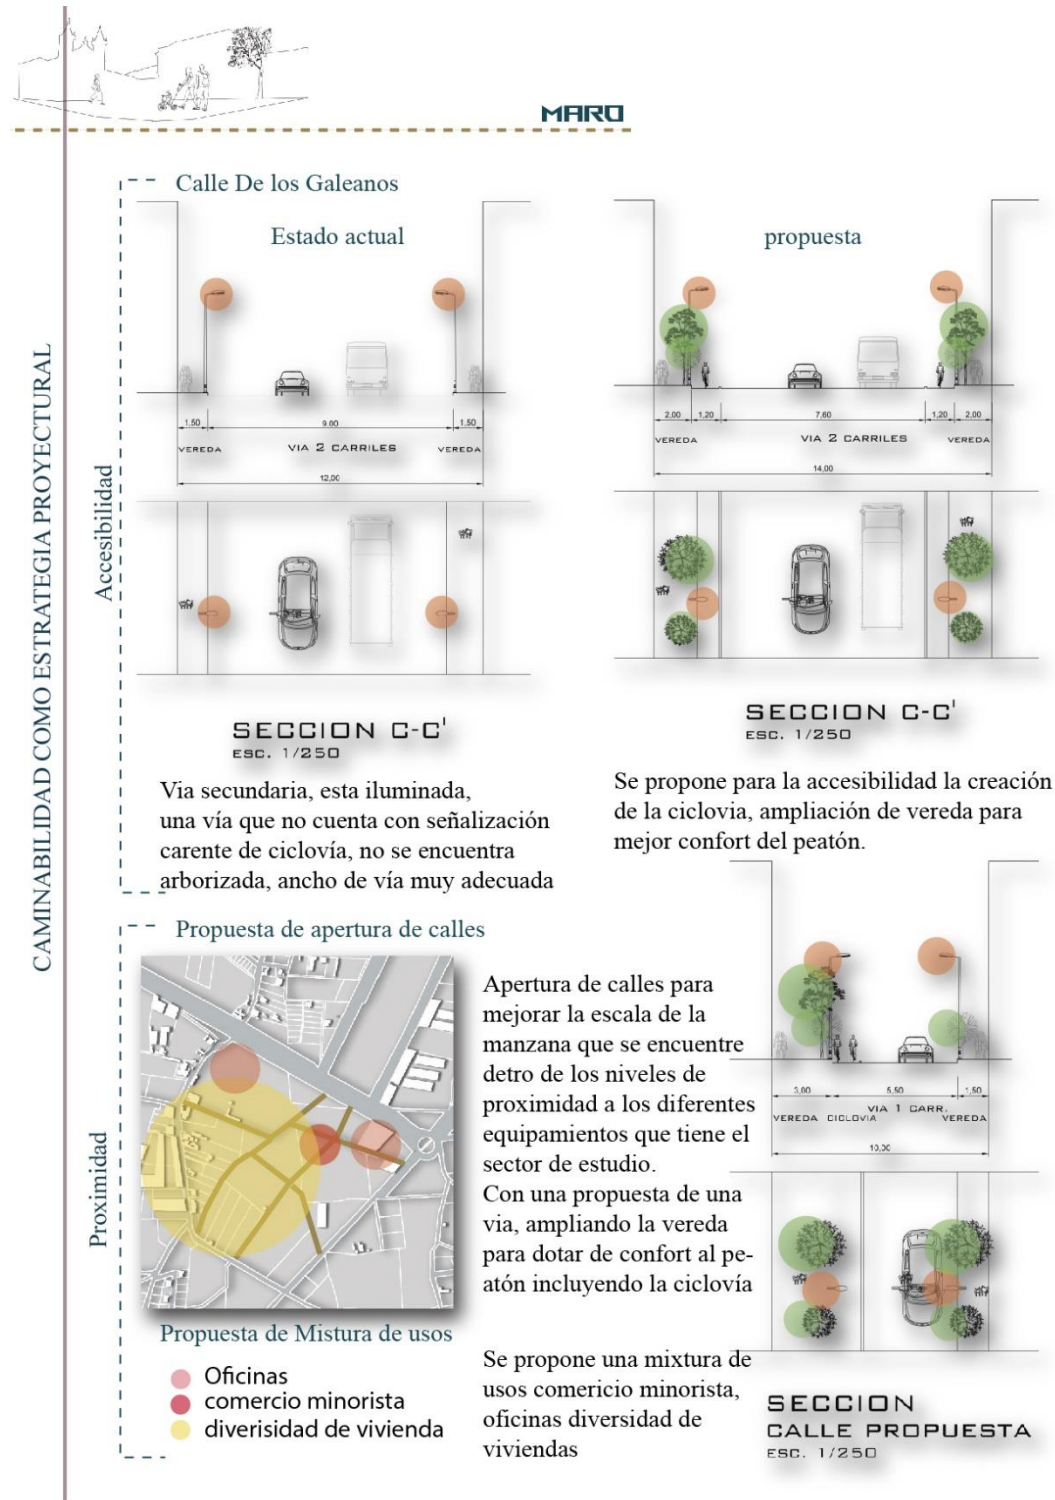 MARO
CAMINABILIDAD COMO ESTRATEGIA PROYECTURAL
Accesibilidad
Calle De los Galeanos
Estado actual
1,50
9.00
1,50
VEREDA
VIA 2 CARRILES
VEREDA
12,00
SECCION C-C'
ESC. 1/250
Via secundaria, esta iluminada,
una vía que no cuenta con señalización
carente de ciclovía, no se encuentra
arborizada, ancho de vía muy adecuada
propuesta
2,00
1,20
7,60
1,20
2,00
VEREDA
VIA 2 CARRILES
VEREDA
14,00
SECCION C-C'
ESC. 1/250
Se propone para la accesibilidad la creación
de la ciclovia, ampliación de vereda para
mejor confort del peatón.
Proximidad
Propuesta de apertura de calles
Propuesta de Mistura de usos
Oficinas
comercio minorista
diverisidad de vivienda
Apertura de calles para
mejorar la escala de la
manzana que se encuentre
detro de los niveles de
proximidad a los diferentes
equipamientos que tiene el
sector de estudio.
Con una propuesta de una
via, ampliando la vereda
para dotar de confort al pe-
atón incluyendo la ciclovía
Se propone una mixtura de
usos comericio minorista,
oficinas diversidad de
viviendas
3,00
5,50
1,50
VEREDA
CICLOVIA
VIA 1 CARR.
VEREDA
10,00
SECCION
CALLE PROPUESTA
ESC. 1/250